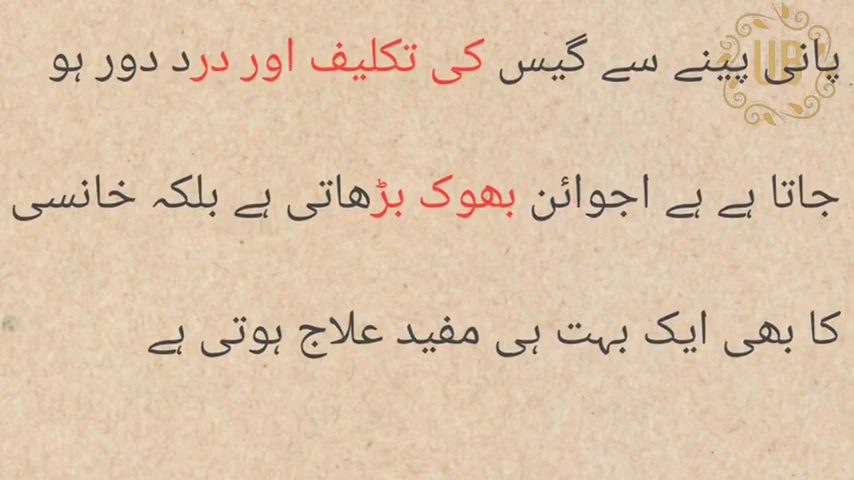 پانی پینے سے گیس کی تکلیف اور درد دور ہو
جاتا ہے ہے اجوائن بھوک بڑھاتی ہے بلکہ خانسی
کا بھی ایک بہت ہی مفید علاج ہوتی ہے
UB